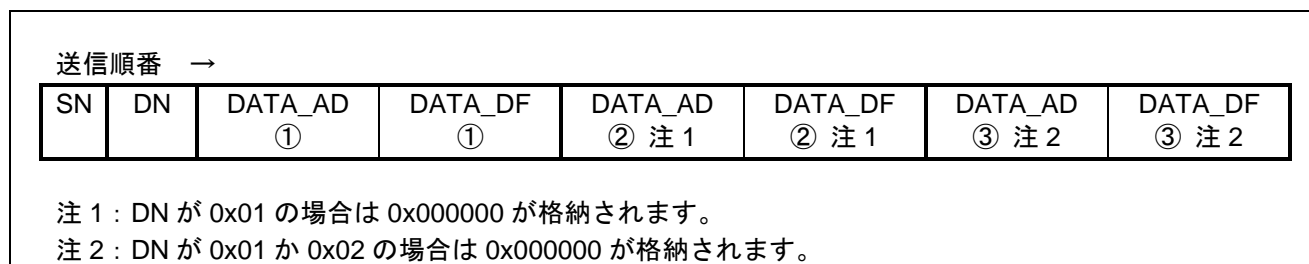 送信順番 →
SN DN DATA_AD DATA_DF DATA_AD DATA_DF DATA_AD DATA_DF
① ① ② 注 1 ② 注 1 ③ 注 2 ③ 注 2
注 1：DN が 0x01 の場合は 0x000000 が格納されます。
注 2：DN が 0x01 か 0x02 の場合は 0x000000 が格納されます。